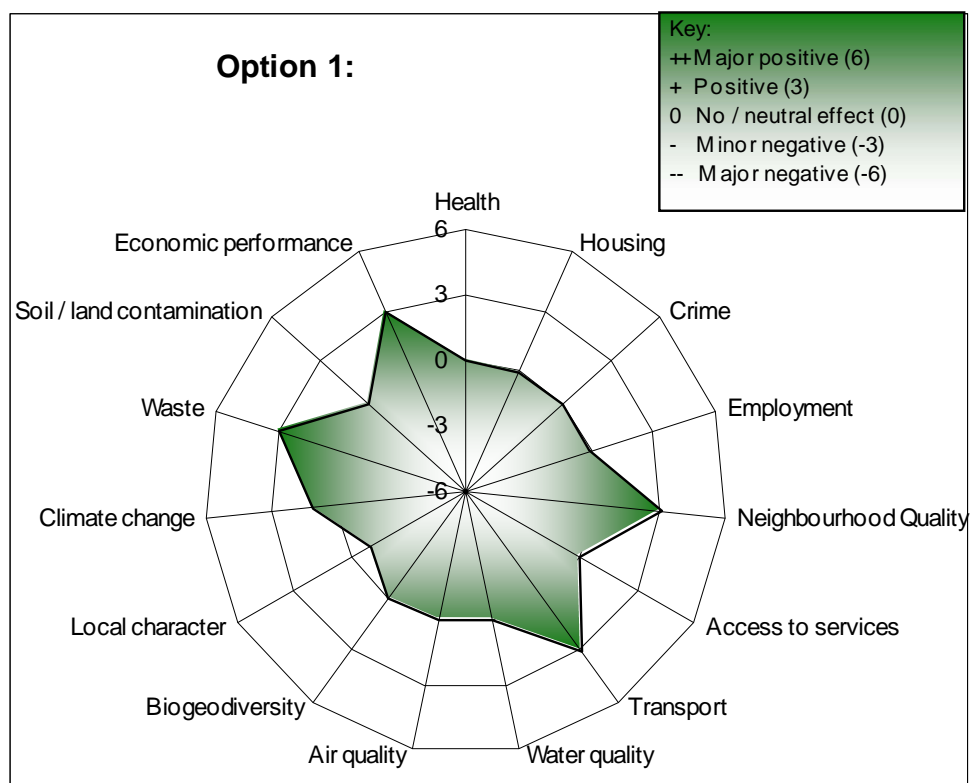 Option 1:
Key:
++Major positive (6)
+ Positive (3)
0 No / neutral effect (0)
- Minor negative (-3)
-- Major negative (-6)
Health
Economic performance
Housing
Soil / land contamination
Crime
Waste
Employment
Climate change
Neighbourhood Quality
Local character
Access to services
Biogeodiversity
Transport
Air quality
Water quality
6
3
0
-3
-6